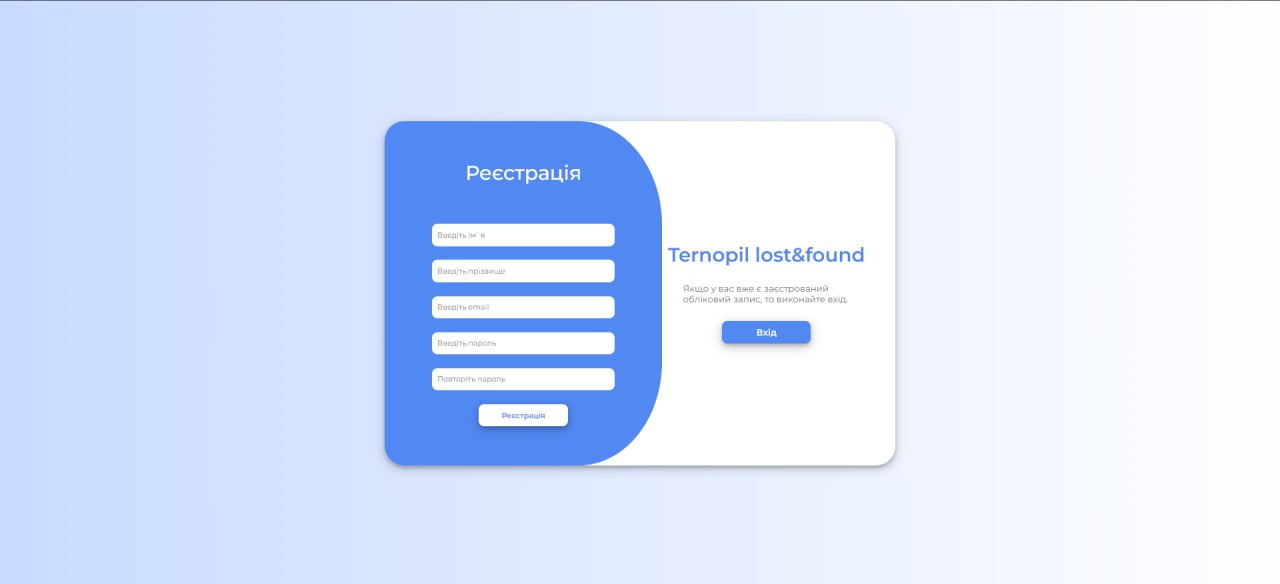 Реєстрація
Введіть ім`я
Введіть прізвище
Введіть email
Введіть пароль
Повторіть пароль
Реєстрація
Ternopil lost&found
Якщо у вас вже є заєстрований
обліковий запис, то виконайте вхід.
Вхід